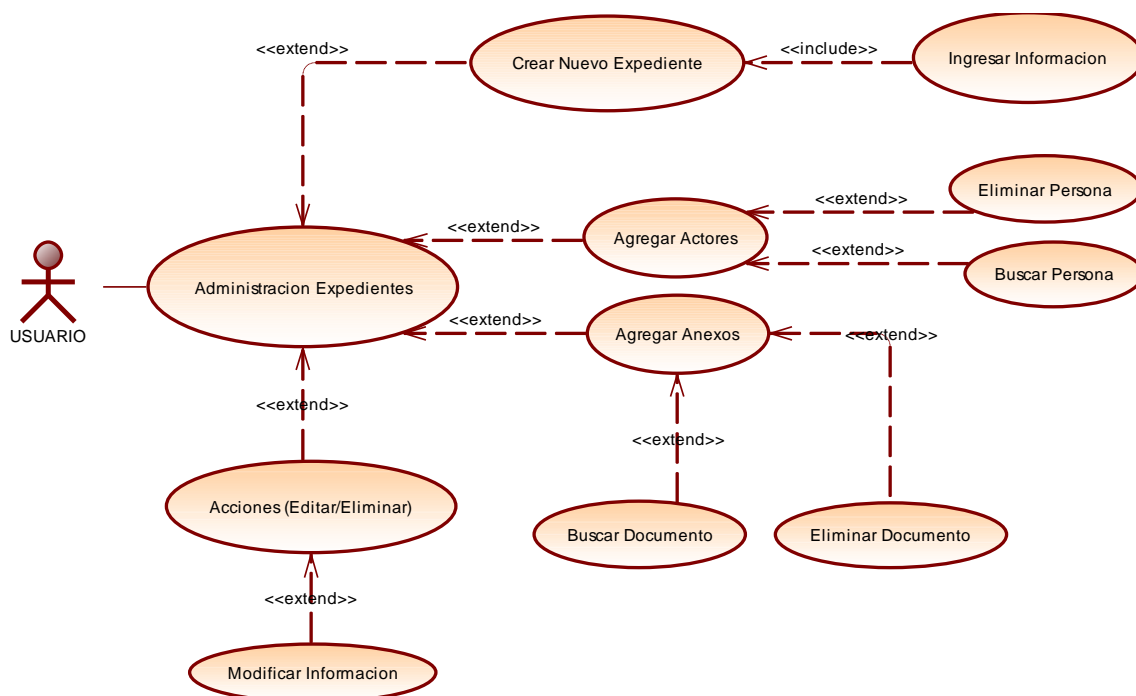 <<extend>>
Crear Nuevo Expediente
<<include>>
Ingresar Informacion
Eliminar Persona
<<extend>>
<<extend>>
Agregar Actores
<<extend>>
Buscar Persona
Administracion Expedientes
USUARIO
<<extend>>
Agregar Anexos
<<extend>>
<<extend>>
<<extend>>
Acciones (Editar/Eliminar)
Buscar Documento
Eliminar Documento
<<extend>>
Modificar Informacion